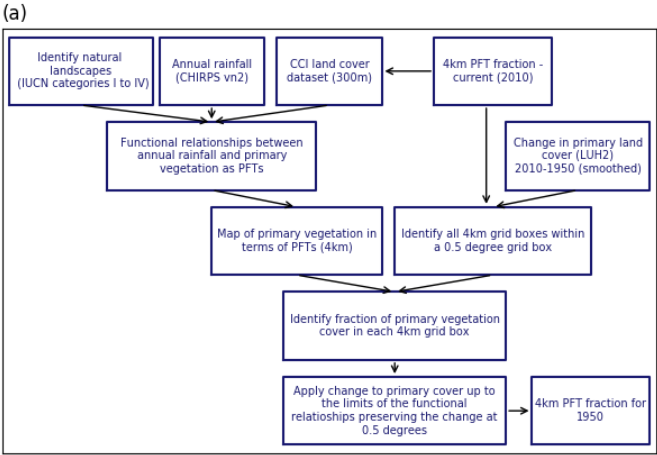 (a)
Identify natural
landscapes
(IUCN categories I to IV)
Annual rainfall
(CHIRPS vn2)
CCI land cover
dataset (300m)
4km PFT fraction -
current (2010)
Functional relationships between
annual rainfall and primary
vegetation as PFTs
Change in primary land
cover (LUH2)
2010-1950 (smoothed)
Map of primary vegetation in
terms of PFTs (4km)
Identify all 4km grid boxes within
a 0.5 degree grid box
Identify fraction of primary vegetation
cover in each 4km grid box
Apply change to primary cover up to
the limits of the functional
relatioships preserving the change at
0.5 degrees
4km PFT fraction for
1950